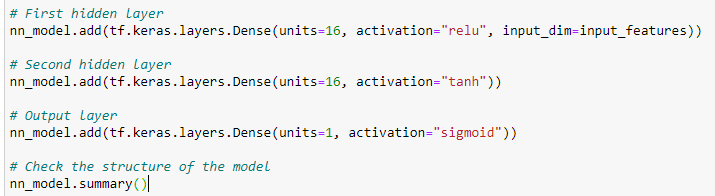 # First hidden layer
nn_model.add(tf.keras.layers.Dense(units=16, activation="relu", input_dim=input_features))
# Second hidden layer
nn_model.add(tf.keras.layers.Dense(units=16, activation="tanh"))
# Output layer
nn_model.add(tf.keras.layers.Dense(units=1, activation="sigmoid"))
# Check the structure of the model
nn_model.summary()